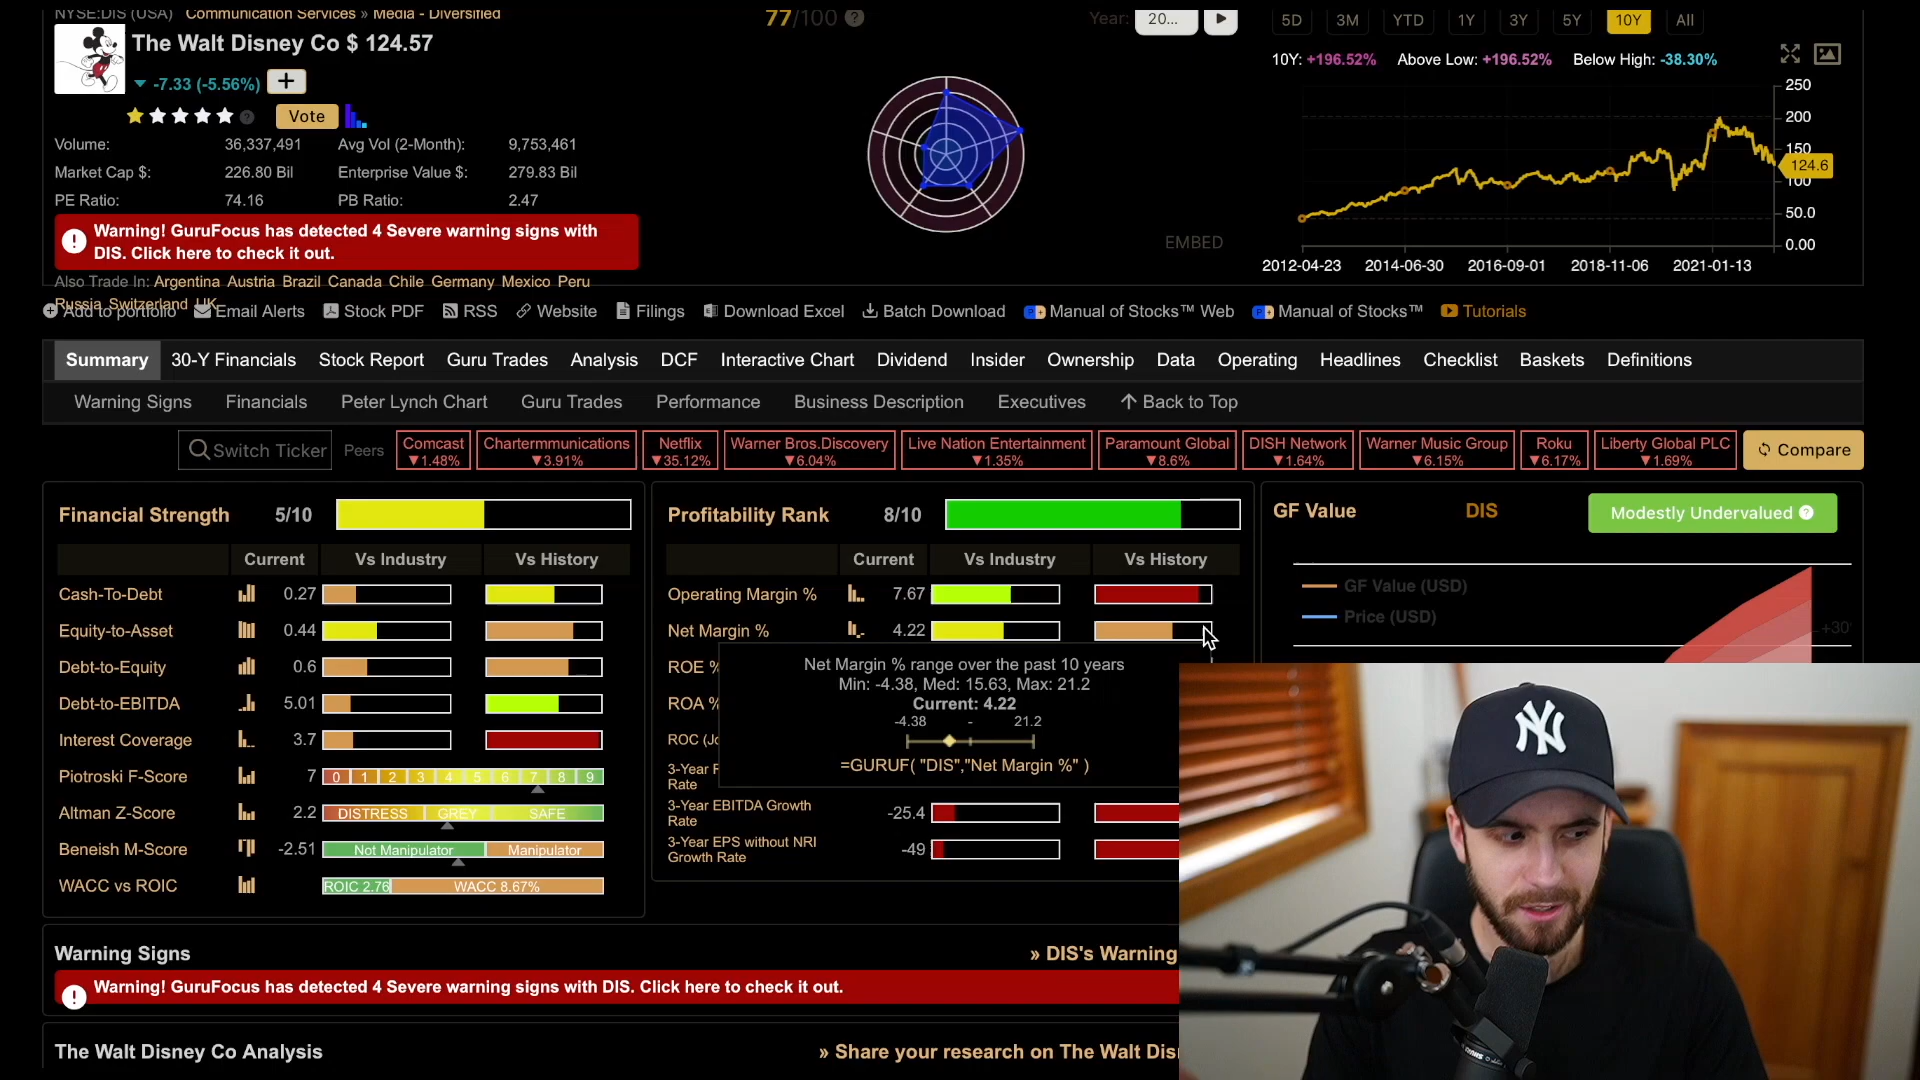 NYSE:DIS (USA) Communication Services » Media - Diversified
The Walt Disney Co $ 124.57
-7.33 (-5.56%) +
Vote
Volume: 36,337,491 Avg Vol (2-Month): 9,753,461
Market Cap $: 226.80 Bil Enterprise Value $: 279.83 Bil
PE Ratio: 74.16 PB Ratio: 2.47
Warning! GuruFocus has detected 4 Severe warning signs with
DIS. Click here to check it out.
Also Trade In: Argentina Austria Brazil Canada Chile Germany Mexico Peru
Russia Switzerland UK
77/100 ?
Year: 20...
EMBED
5D 3M YTD 1Y 3Y 5Y 10Y All
10Y: +196.52% Above Low: +196.52% Below High: -38.30%
250
200
150
124.6
100
50.0
0.00
2012-04-23 2014-06-30 2016-09-01 2018-11-06 2021-01-13
Add to portfolio Email Alerts Stock PDF RSS Website Filings Download Excel Batch Download Manual of Stocks™ Web Manual of Stocks™ Tutorials
Summary 30-Y Financials Stock Report Guru Trades Analysis DCF Interactive Chart Dividend Insider Ownership Data Operating Headlines Checklist Baskets Definitions
Warning Signs Financials Peter Lynch Chart Guru Trades Performance Business Description Executives Back to Top
Switch Ticker Peers
Comcast ▼1.48%
Chartermmunications ▼3.91%
Netflix ▼35.12%
Warner Bros.Discovery ▼6.04%
Live Nation Entertainment ▼1.35%
Paramount Global ▼8.6%
DISH Network ▼1.64%
Warner Music Group ▼6.15%
Roku ▼6.17%
Liberty Global PLC ▼1.69%
Compare
Financial Strength 5/10
Current Vs Industry Vs History
Cash-To-Debt 0.27
Equity-to-Asset 0.44
Debt-to-Equity 0.6
Debt-to-EBITDA 5.01
Interest Coverage 3.7
Piotroski F-Score 7 0 1 2 3 4 5 6 7 8 9
Altman Z-Score 2.2 DISTRESS GREY SAFE
Beneish M-Score -2.51 Not Manipulator Manipulator
WACC vs ROIC ROIC 2.76 WACC 8.67%
Profitability Rank 8/10
Current Vs Industry Vs History
Operating Margin % 7.67
Net Margin % 4.22
ROE %
ROA %
ROC (Jo
3-Year
Rate
Net Margin % range over the past 10 years
Min: -4.38, Med: 15.63, Max: 21.2
Current: 4.22
-4.38 - 21.2
=GURUF( "DIS","Net Margin %" )
3-Year EBITDA Growth
Rate -25.4
3-Year EPS without NRI
Growth Rate -49
GF Value DIS Modestly Undervalued ?
GF Value (USD)
Price (USD)
+30
Warning Signs » DIS's Warning
Warning! GuruFocus has detected 4 Severe warning signs with DIS. Click here to check it out.
The Walt Disney Co Analysis » Share your research on The Walt Dis
NY